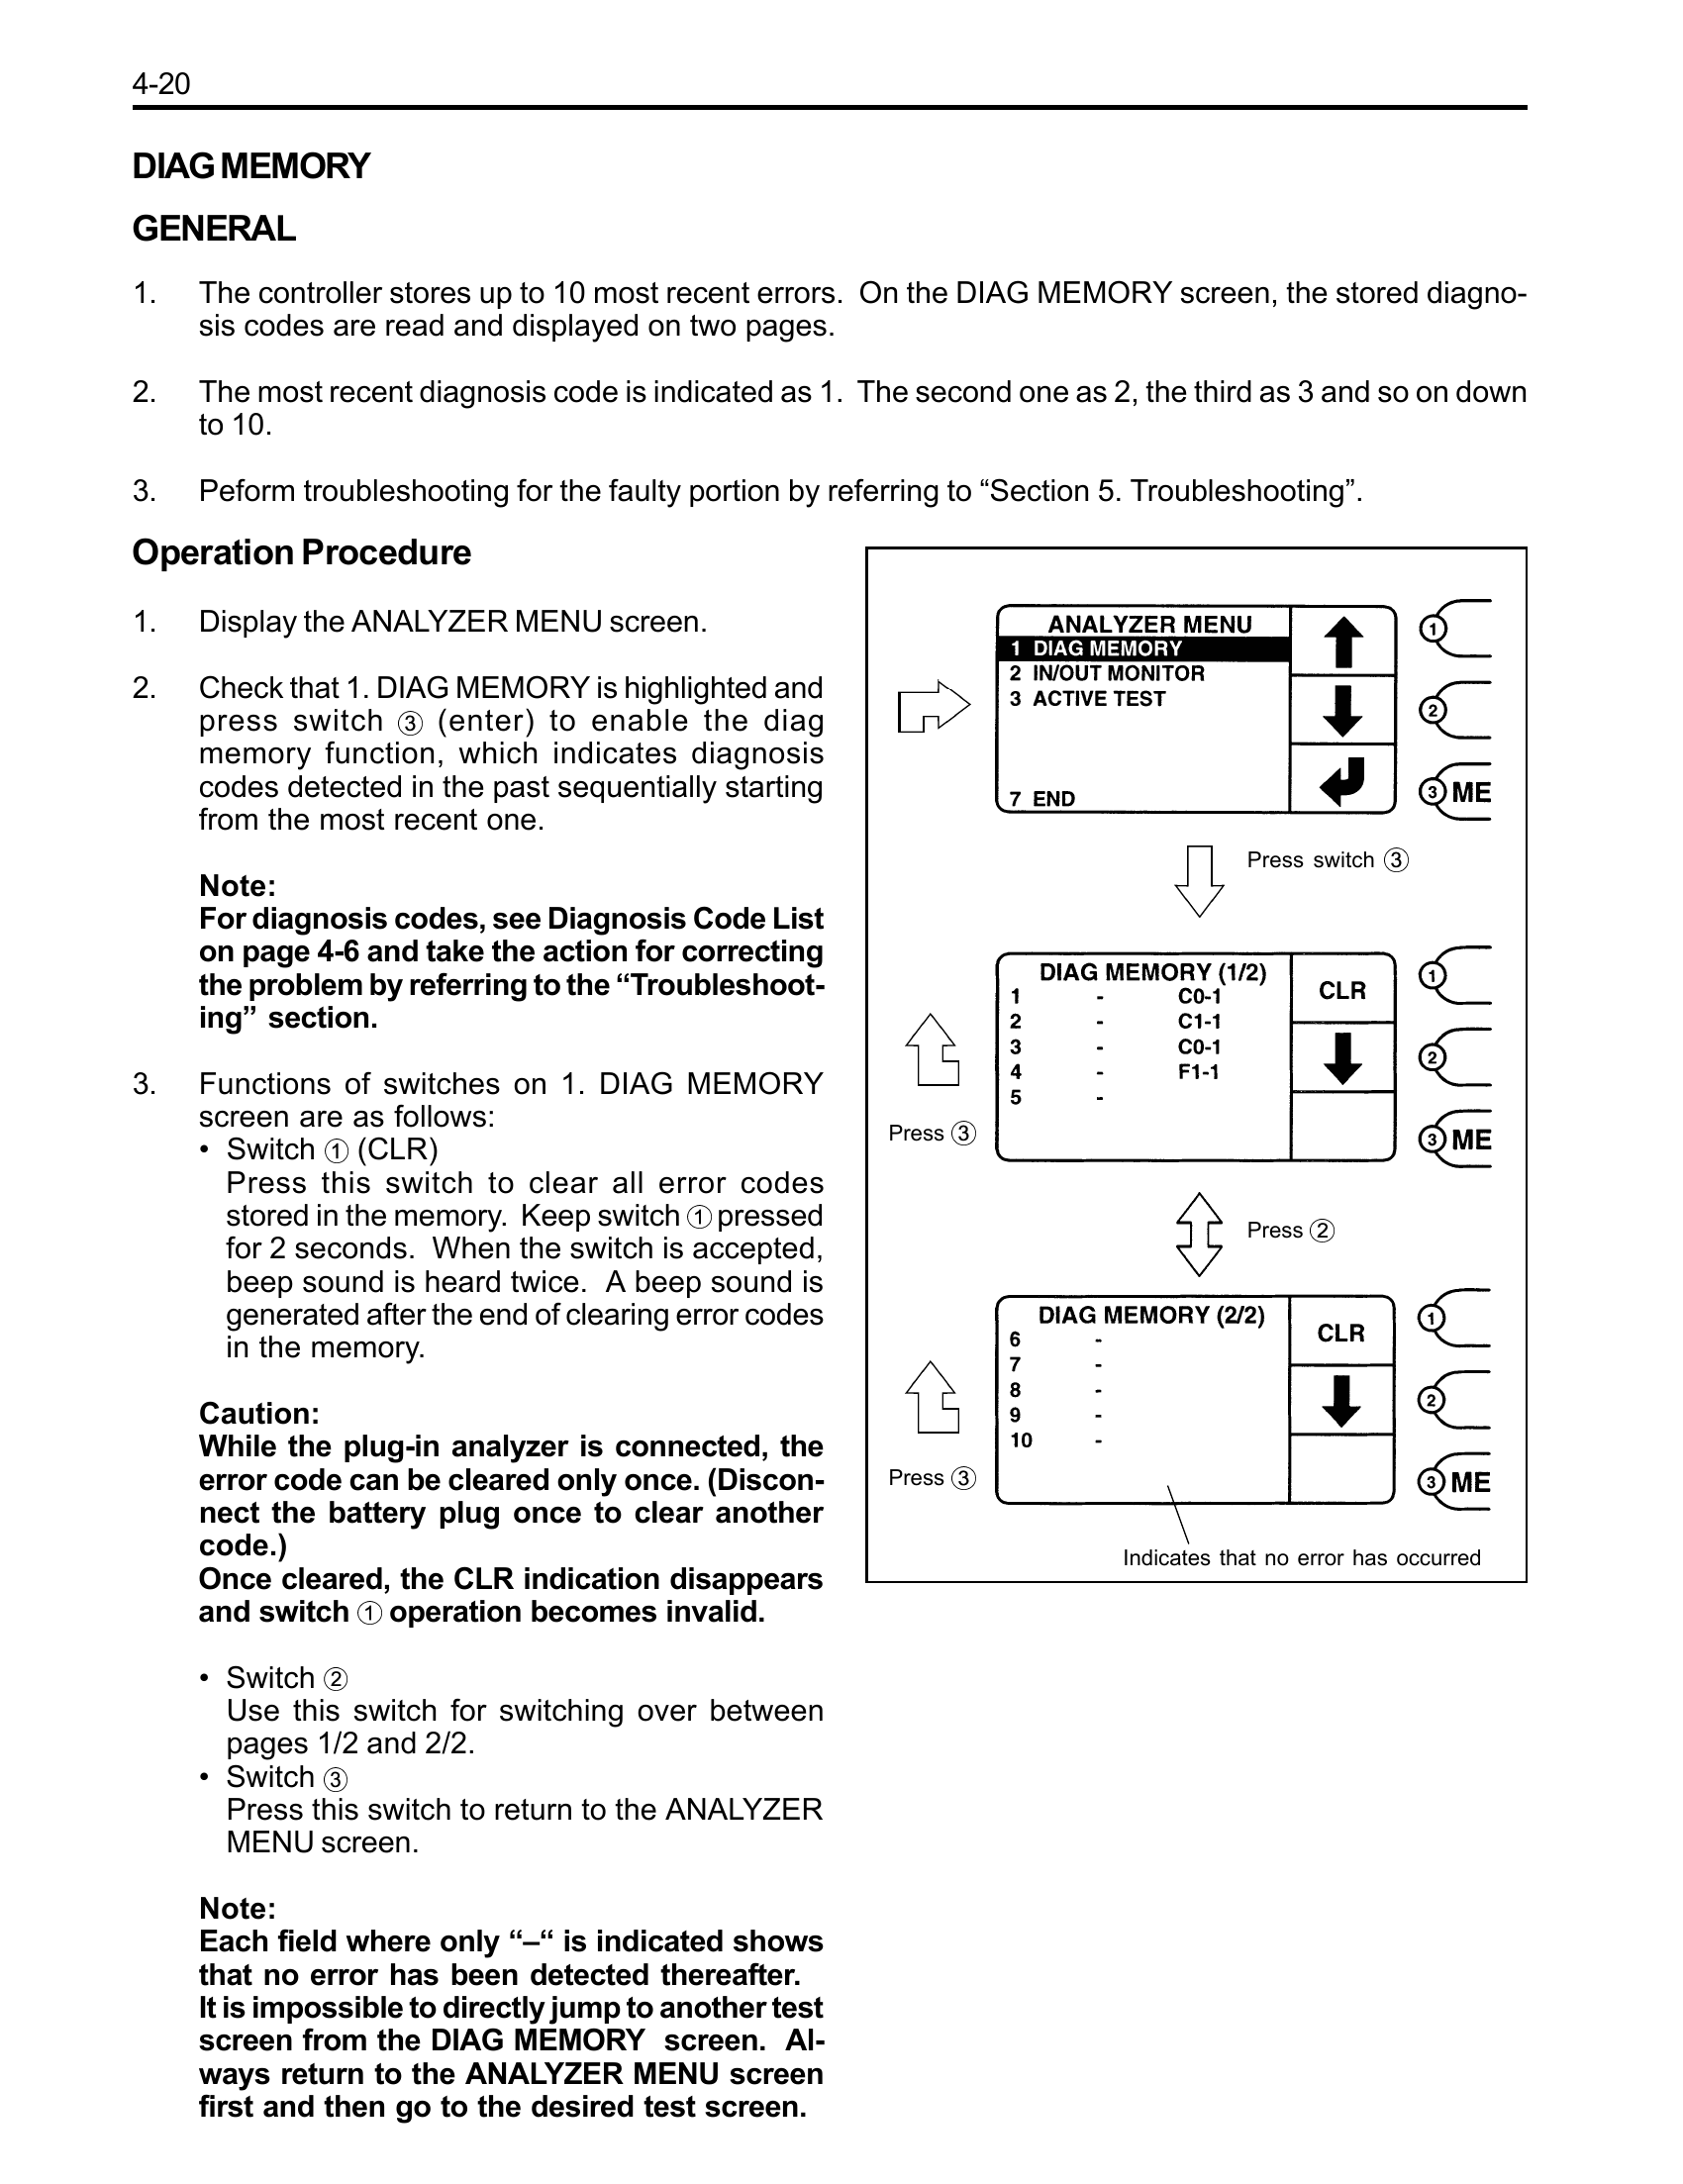 4-20
DIAG MEMORY
GENERAL
1. The controller stores up to 10 most recent errors.  On the DIAG MEMORY screen, the stored diagno-
sis codes are read and displayed on two pages.
2. The most recent diagnosis code is indicated as 1.  The second one as 2, the third as 3 and so on down
to 10.
3. Peform troubleshooting for the faulty portion by referring to “Section 5. Troubleshooting”.
Operation Procedure
1. Display the ANALYZER MENU screen.
2. Check that 1. DIAG MEMORY is highlighted and
press switch ③ (enter) to enable the diag
memory function, which indicates diagnosis
codes detected in the past sequentially starting
from the most recent one.
Note:
For diagnosis codes, see Diagnosis Code List
on page 4-6 and take the action for correcting
the problem by referring to the “Troubleshoot-
ing” section.
3. Functions of switches on 1. DIAG MEMORY
screen are as follows:
• Switch ① (CLR)
Press this switch to clear all error codes
stored in the memory.  Keep switch ① pressed
for 2 seconds.  When the switch is accepted,
beep sound is heard twice.  A beep sound is
generated after the end of clearing error codes
in the memory.
Caution:
While the plug-in analyzer is connected, the
error code can be cleared only once. (Discon-
nect the battery plug once to clear another
code.)
Once cleared, the CLR indication disappears
and switch ① operation becomes invalid.
• Switch ②
Use this switch for switching over between
pages 1/2 and 2/2.
• Switch ③
Press this switch to return to the ANALYZER
MENU screen.
Note:
Each field where only “–“ is indicated shows
that no error has been detected thereafter.
It is impossible to directly jump to another test
screen from the DIAG MEMORY  screen.  Al-
ways return to the ANALYZER MENU screen
first and then go to the desired test screen.
ANALYZER MENU
1 DIAG MEMORY
2 IN/OUT MONITOR
3 ACTIVE TEST
7 END
①
②
③ ME
Press switch ③
DIAG MEMORY (1/2)
1 - C0-1
2 - C1-1
3 - C0-1
4 - F1-1
5 -
CLR
①
②
③ ME
Press ③
Press ②
DIAG MEMORY (2/2)
6 -
7 -
8 -
9 -
10 -
CLR
①
②
③ ME
Press ③
Indicates that no error has occurred